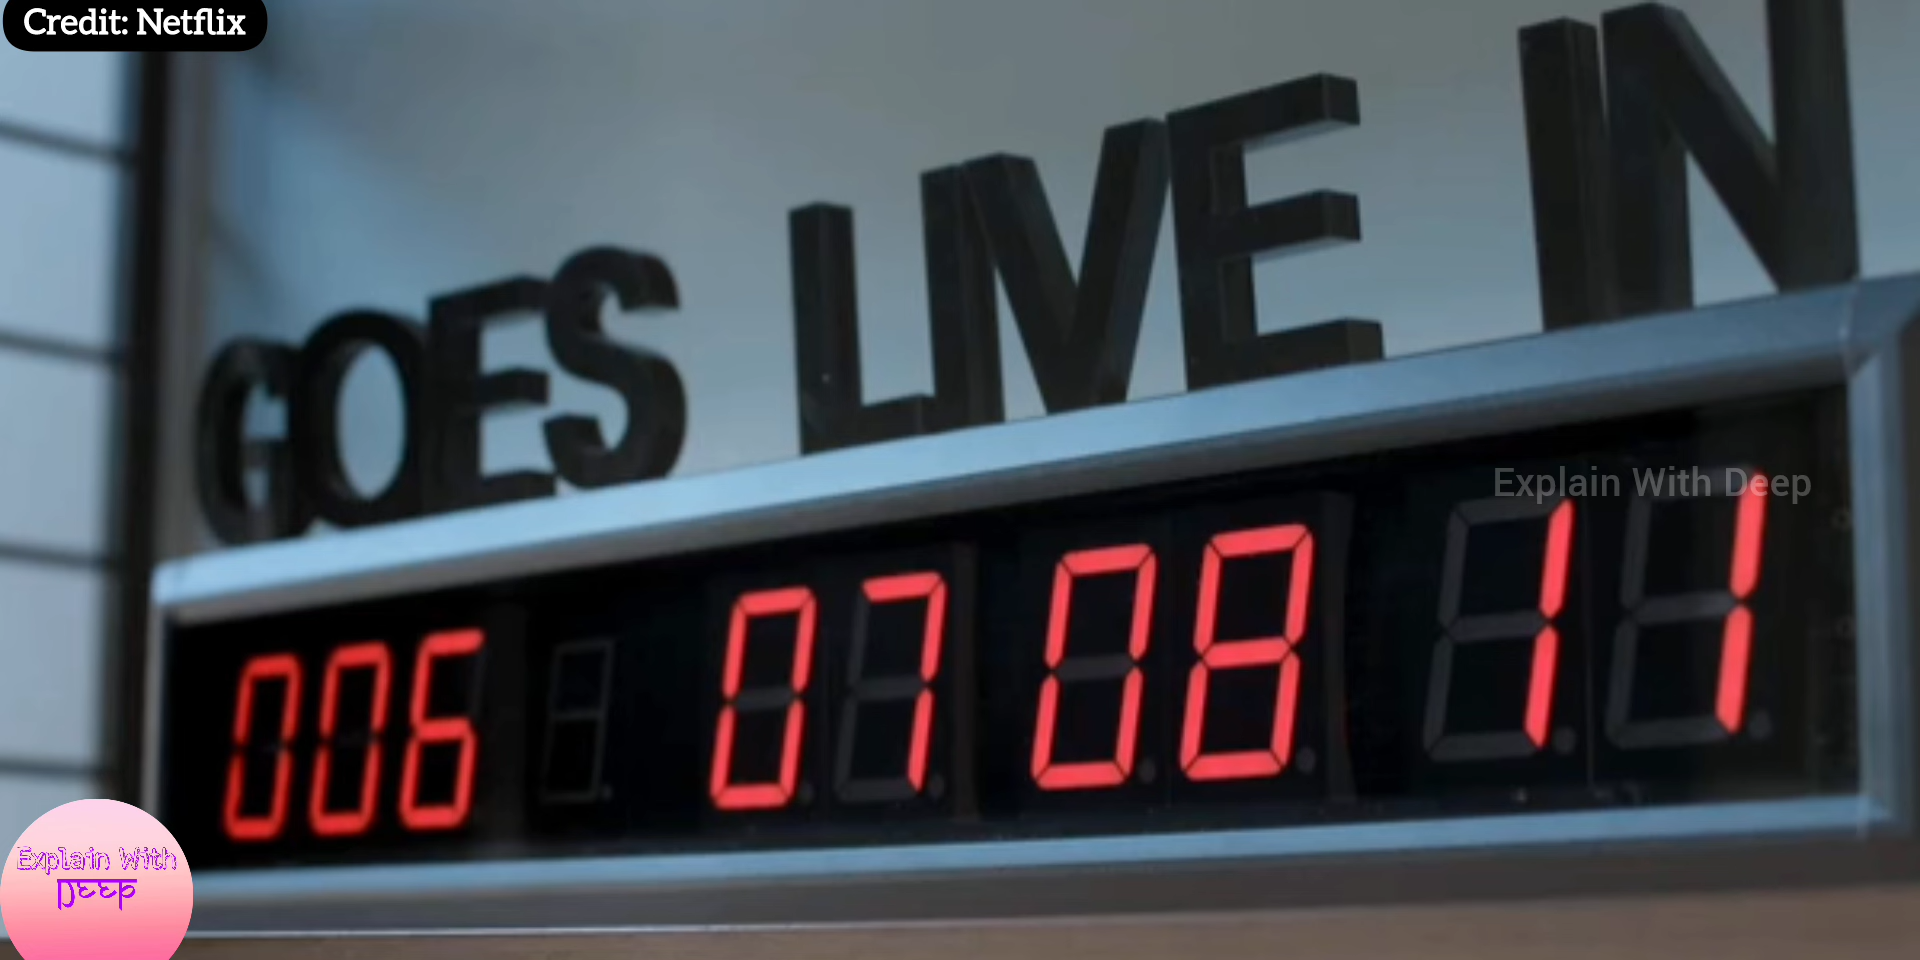 Credit: Netflix
GOES LIVE IN
Explain With Deep
006 07 08 11
Explain With
DEEP